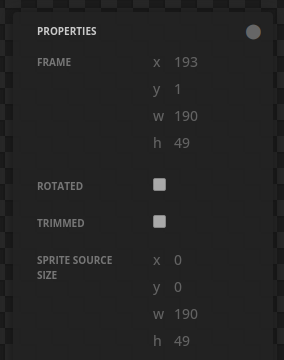 PROPERTIES
FRAME x 193
y 1
w 190
h 49
ROTATED
TRIMMED
SPRITE SOURCE x 0
SIZE
y 0
w 190
h 49